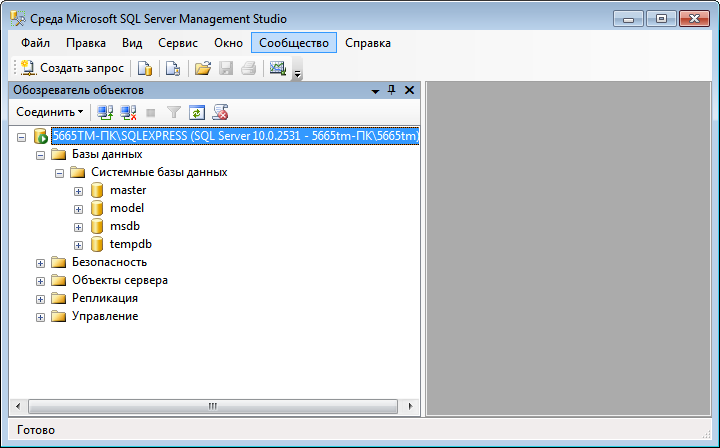 Среда Microsoft SQL Server Management Studio
Файл Правка Вид Сервис Окно Сообщество Справка
Создать запрос
Обозреватель объектов
Соединить
5665TM-ПК\SQLEXPRESS (SQL Server 10.0.2531 - 5665tm-ПК\5665tm)
Базы данных
Системные базы данных
master
model
msdb
tempdb
Безопасность
Объекты сервера
Репликация
Управление
Готово